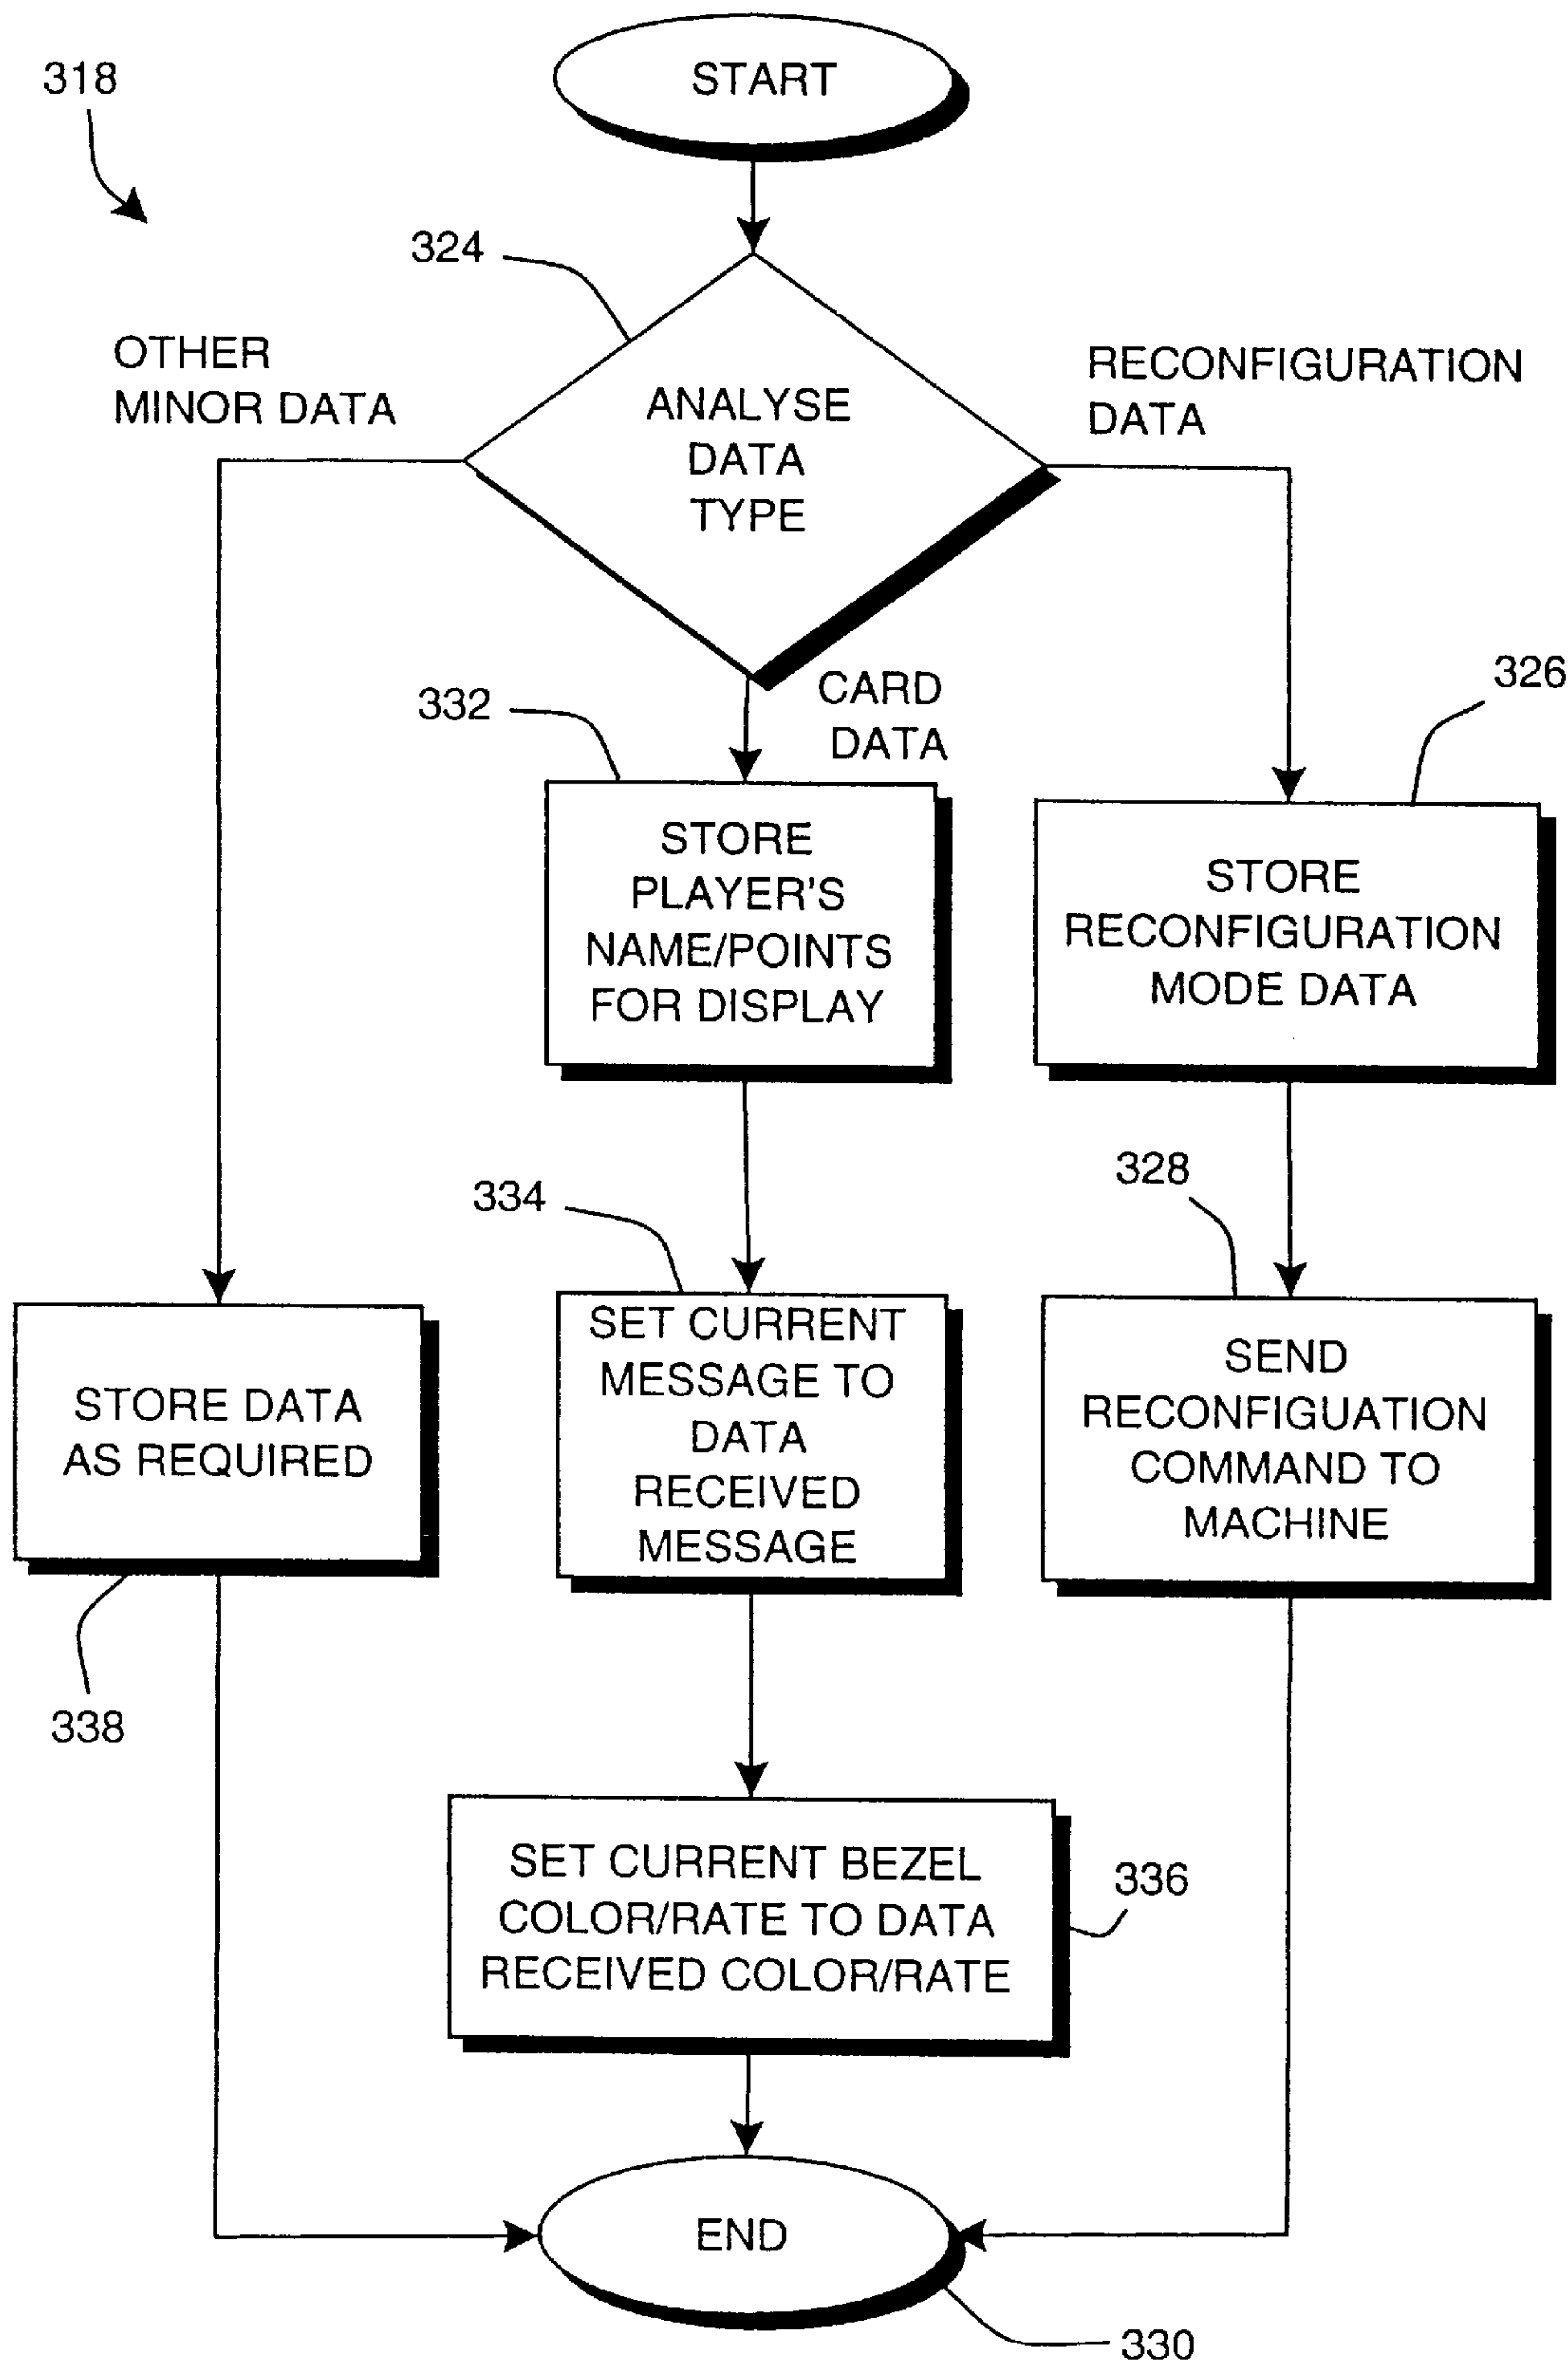 START
318
324
OTHER
MINOR DATA
ANALYSE
DATA
TYPE
RECONFIGURATION
DATA
332
CARD
DATA
326
STORE
PLAYER'S
NAME/POINTS
FOR DISPLAY
STORE
RECONFIGURATION
MODE DATA
334
328
STORE DATA
AS REQUIRED
SET CURRENT
MESSAGE TO
DATA
RECEIVED
MESSAGE
SEND
RECONFIGUATION
COMMAND TO
MACHINE
338
SET CURRENT BEZEL
COLOR/RATE TO DATA
RECEIVED COLOR/RATE
336
END
330